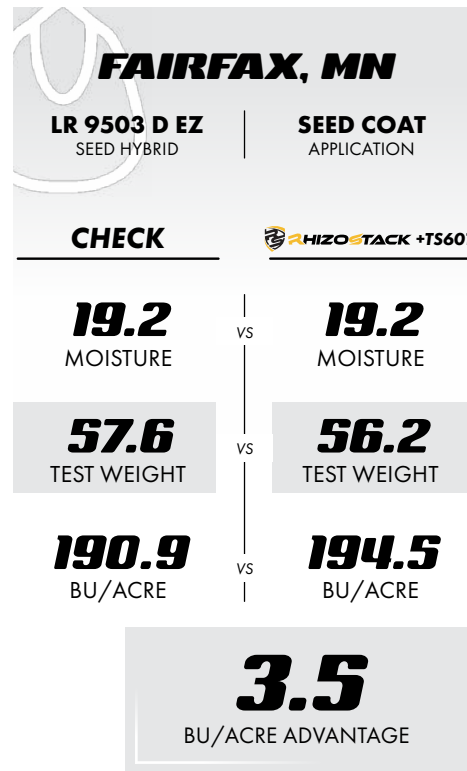 FAIRFAX, MN
LR 9503 D EZ
SEED HYBRID
SEED COAT
APPLICATION
CHECK
RHIZOSTACK +TS601
19.2
MOISTURE
VS
19.2
MOISTURE
57.6
TEST WEIGHT
VS
56.2
TEST WEIGHT
190.9
BU/ACRE
VS
194.5
BU/ACRE
3.5
BU/ACRE ADVANTAGE